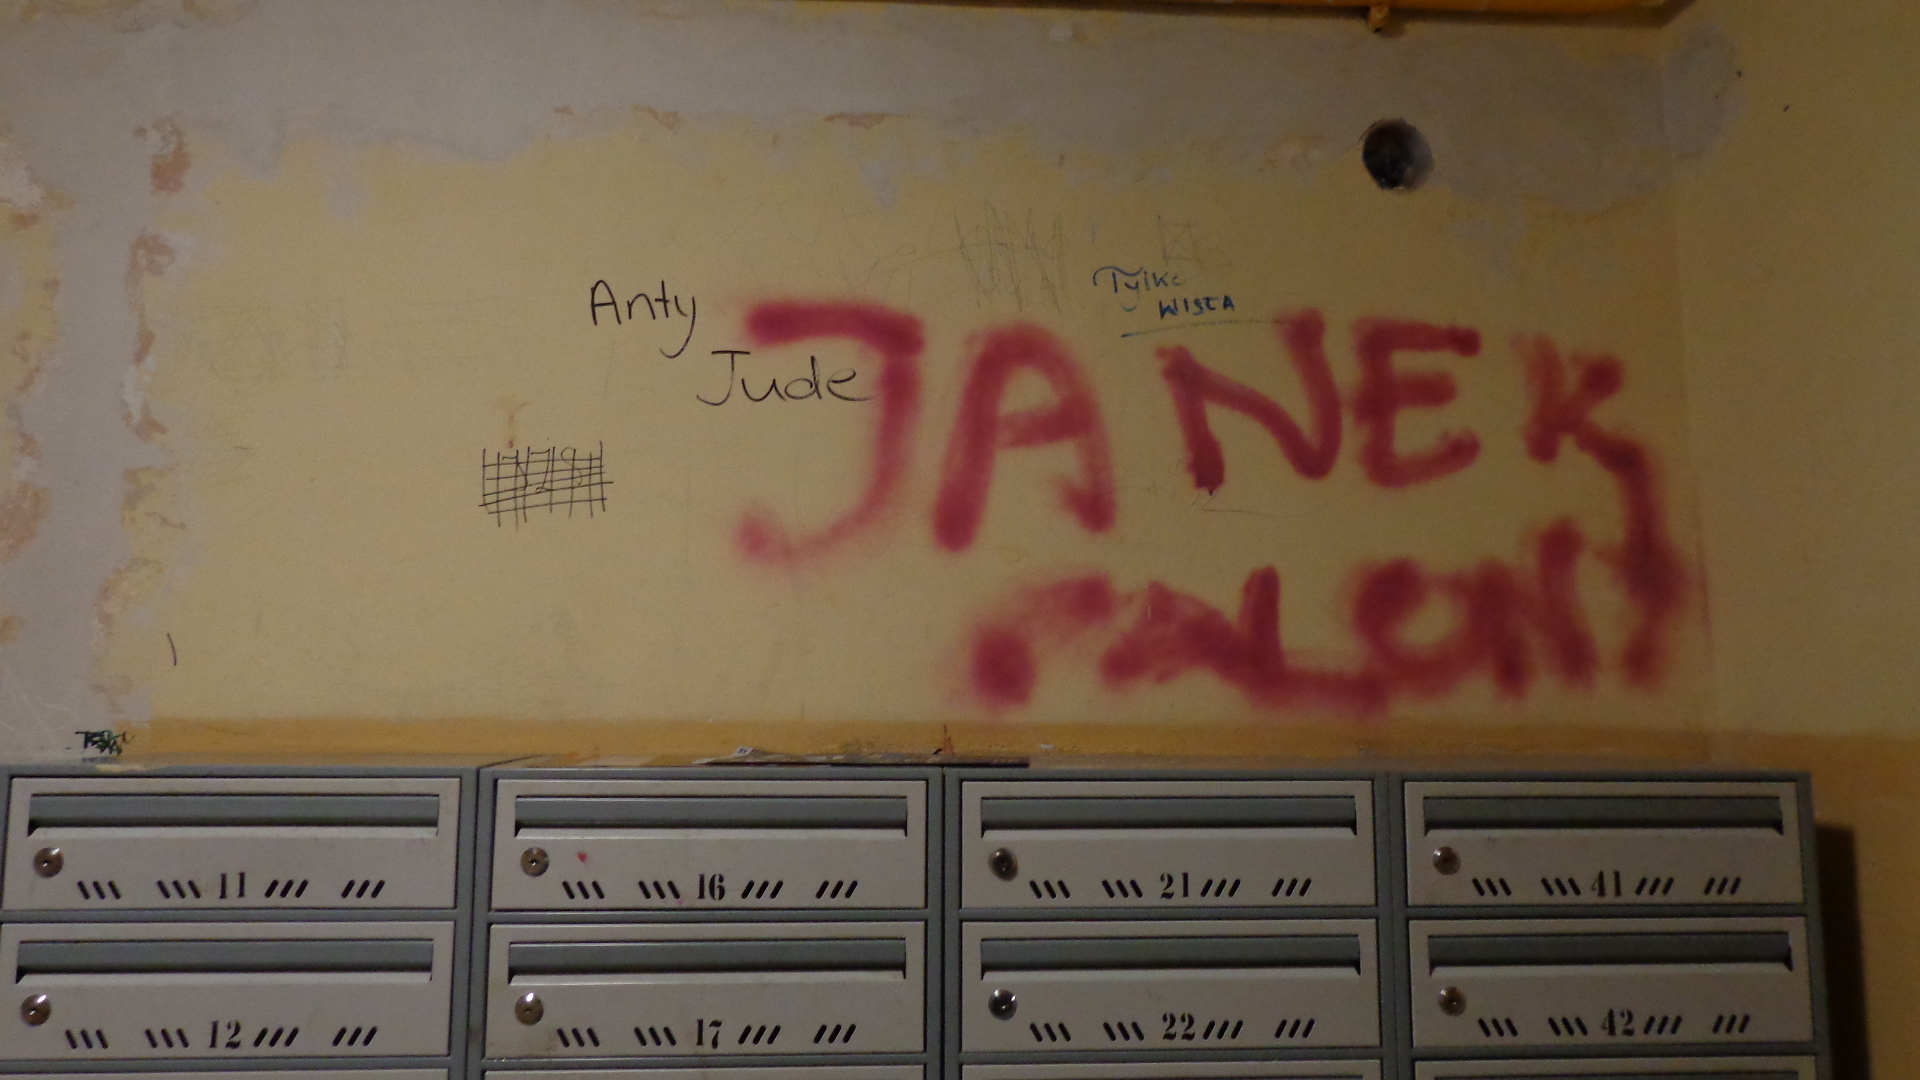 Anty
Jude
Tylko
WISŁA
JANEK
11
16
21
41
12
17
22
42